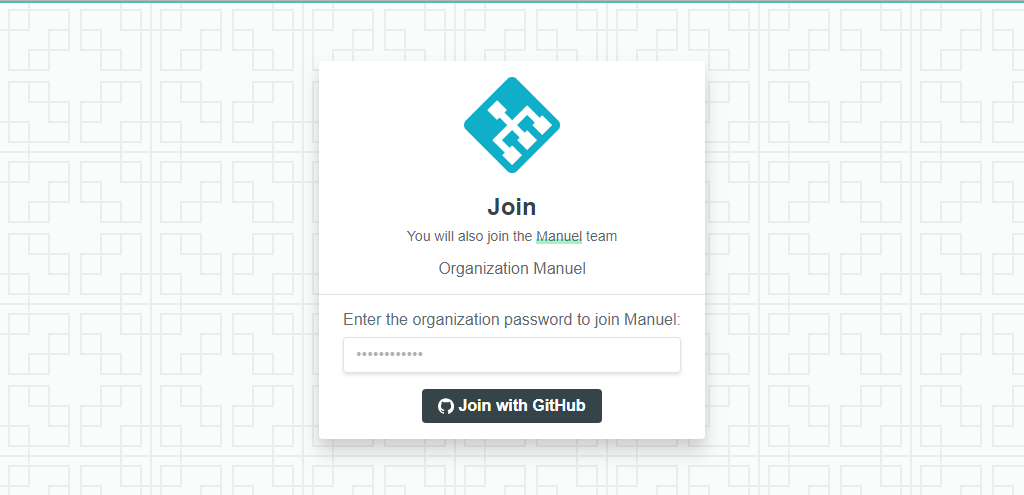 Join
You will also join the Manuel team
Organization Manuel
Enter the organization password to join Manuel:
••••••••••••
Join with GitHub